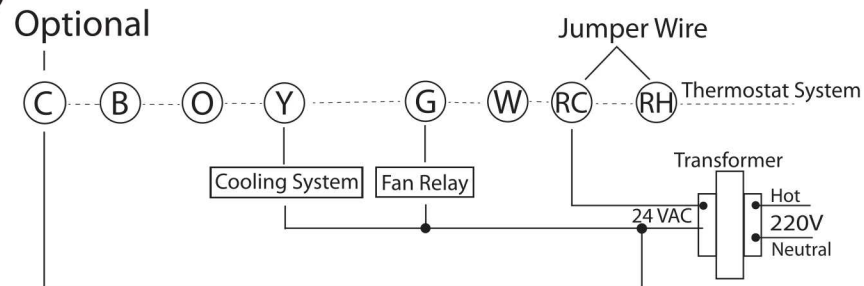 Optional
Jumper Wire
C B O Y G W RC RH Thermostat System
Transformer
Cooling System Fan Relay
Hot
24 VAC 220V
Neutral